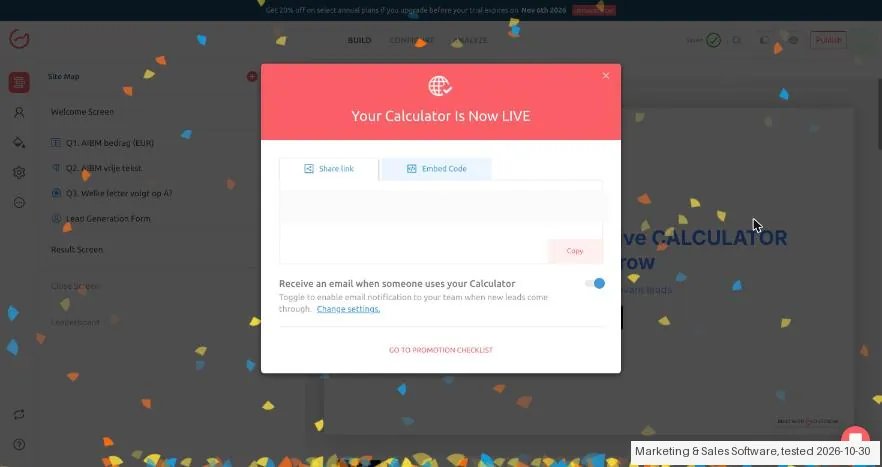 Get 20% off on select annual plans if you upgrade before your trial expires on Nov 6th 2026
BUILD
CONFIGURE
ANALYZE
Publish
Site Map
Welcome Screen
Q1. AIBM bedrag (EUR)
Q2. AIBM vrije tekst
Q3. Welke letter volgt op A?
Lead Generation Form
Result Screen
Close Screen
Leaderboard
Your Calculator Is Now LIVE
Share link
Embed Code
Copy
Receive an email when someone uses your Calculator
Toggle to enable email notification to your team when new leads come
through. Change settings.
GO TO PROMOTION CHECKLIST
ve CALCULATOR
row
leads
Marketing & Sales Software, tested 2026-10-30